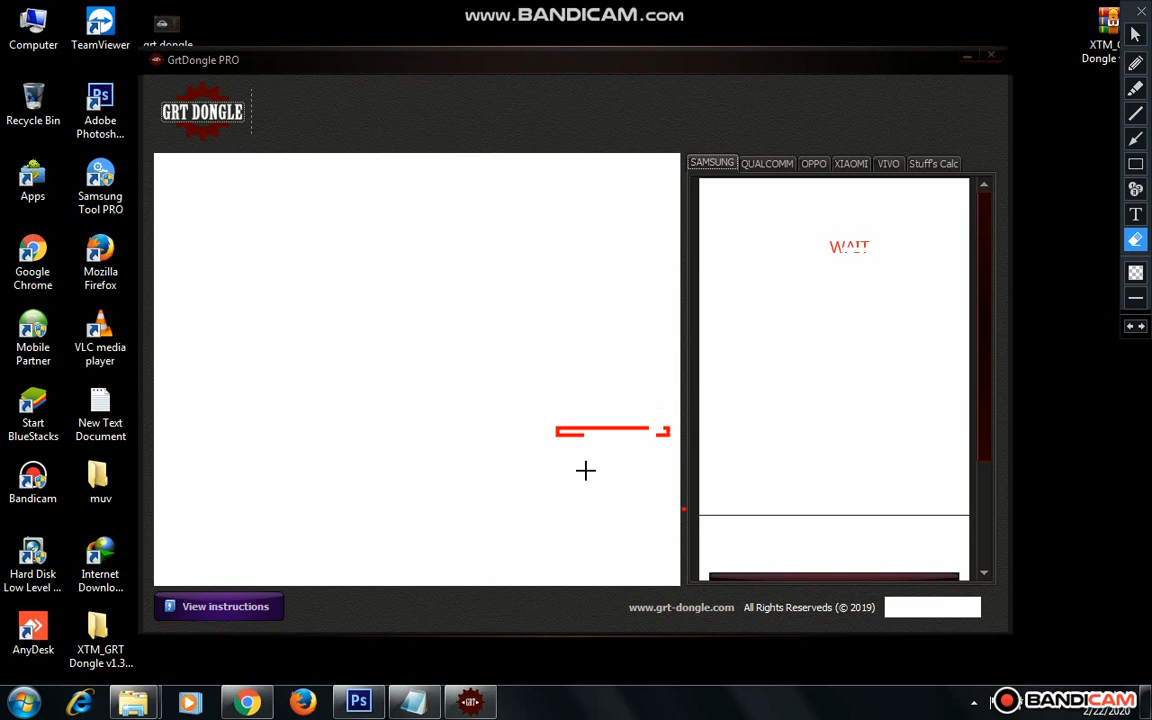 www.BANDICAM.com
Computer
TeamViewer
grt dongle
XTM_G
Dongle v
GrtDongle PRO
GRT DONGLE
Recycle Bin
Adobe
Photosh...
SAMSUNG
QUALCOMM
OPPO
XIAOMI
VIVO
Stuff's Calc
Apps
Samsung
Tool PRO
WAIT
Google
Chrome
Mozilla
Firefox
Mobile
Partner
VLC media
player
Start
BlueStacks
New Text
Document
Bandicam
muv
Hard Disk
Low Level ...
Internet
Downlo...
View instructions
www.grt-dongle.com
All Rights Reserveds (© 2019)
AnyDesk
XTM_GRT
Dongle v1.3...
Ps
GRT
BANDICAM
2/22/2020